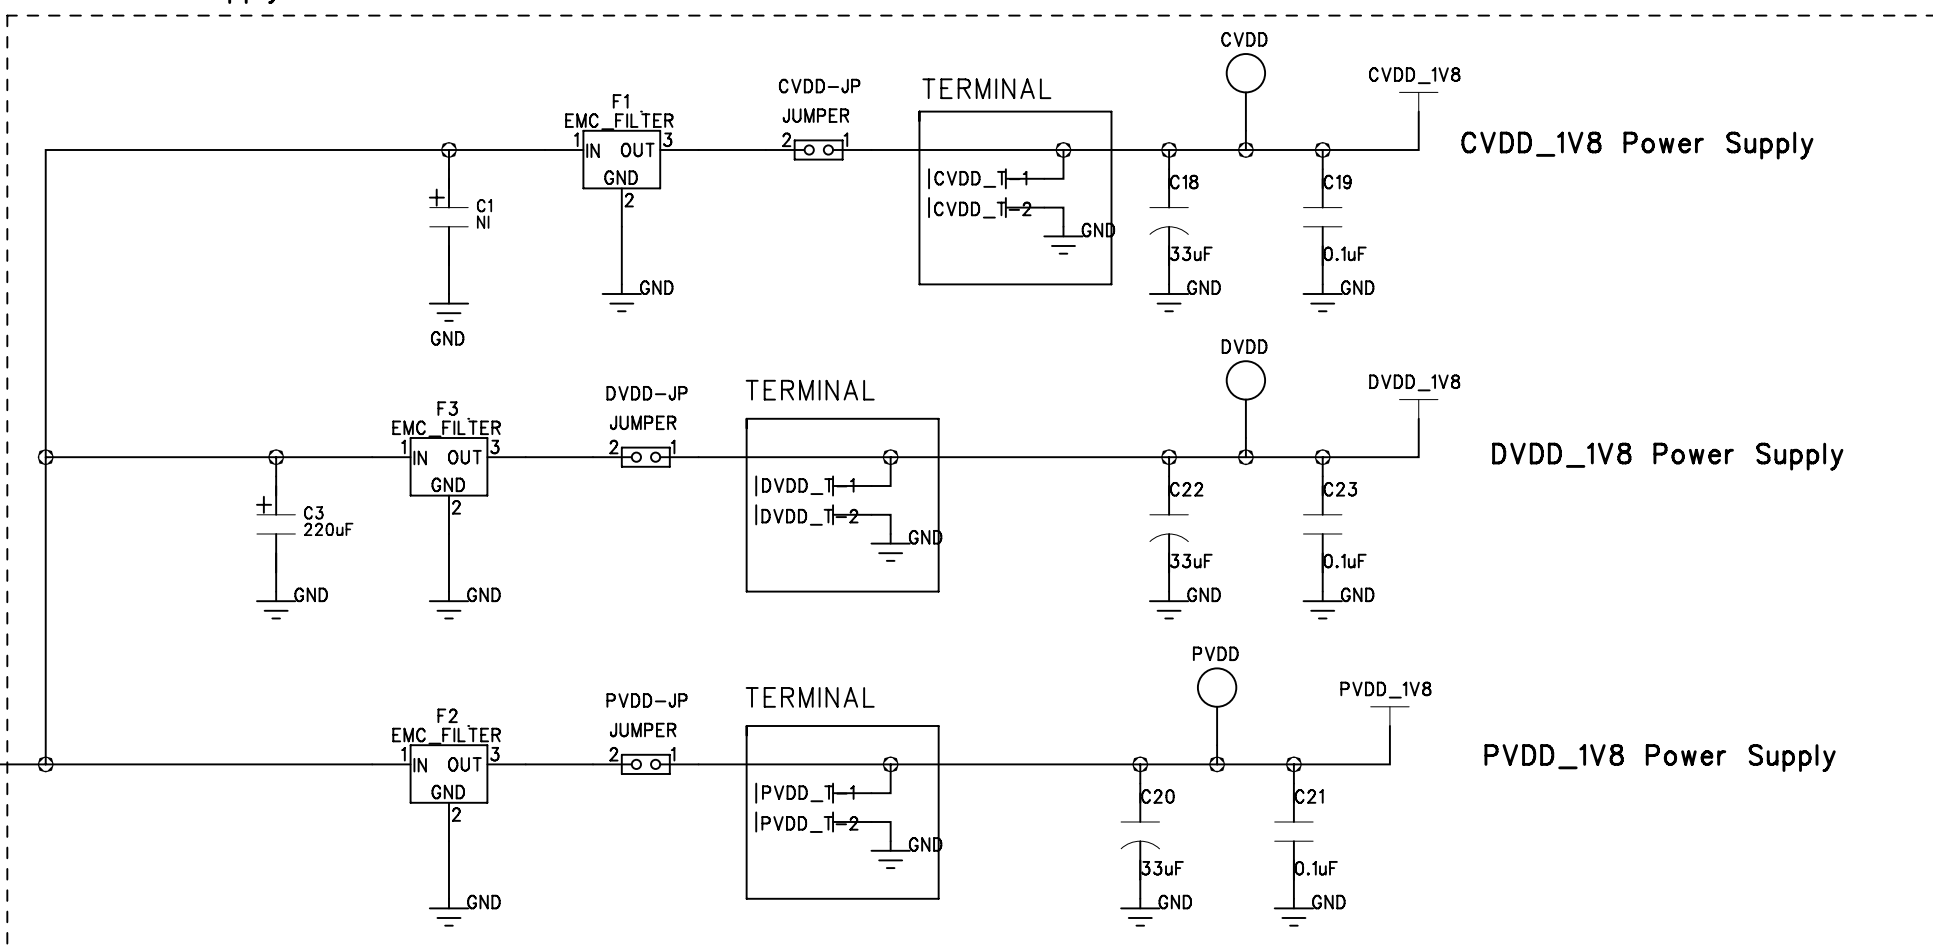 pply
CVDD
CVDD-JP
JUMPER
TERMINAL
CVDD_1V8
F1
EMC_FILTER
1 IN OUT 3
GND
2
2 1
CVDD_1V8 Power Supply
+
C1
NI
GND
GND
|CVDD_T-1
|CVDD_T-2
GND
C18
33uF
GND
C19
0.1uF
GND
DVDD
DVDD-JP
JUMPER
TERMINAL
DVDD_1V8
F3
EMC_FILTER
1 IN OUT 3
GND
2
2 1
DVDD_1V8 Power Supply
+
C3
220uF
GND
GND
|DVDD_T-1
|DVDD_T-2
GND
C22
33uF
GND
C23
0.1uF
GND
PVDD
PVDD-JP
JUMPER
TERMINAL
PVDD_1V8
F2
EMC_FILTER
1 IN OUT 3
GND
2
2 1
PVDD_1V8 Power Supply
GND
|PVDD_T-1
|PVDD_T-2
GND
C20
33uF
GND
C21
0.1uF
GND